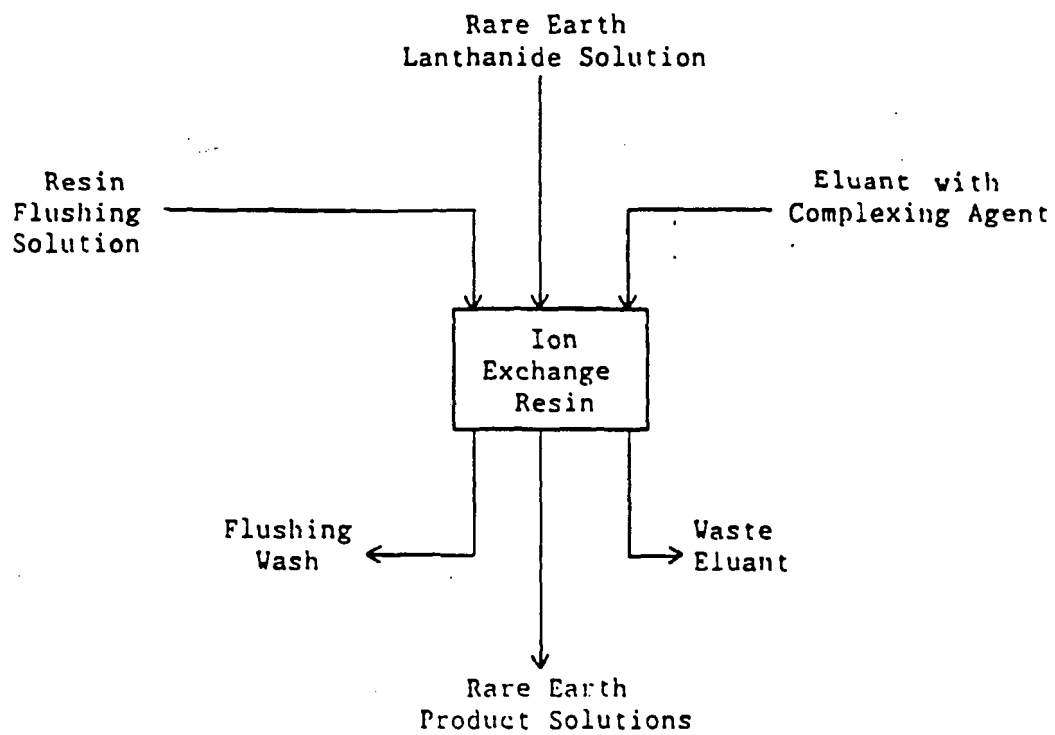 Rare Earth
Lanthanide Solution
Resin
Flushing
Solution
Eluant with
Complexing Agent
Ion
Exchange
Resin
Flushing
Wash
Waste
Eluant
Rare Earth
Product Solutions